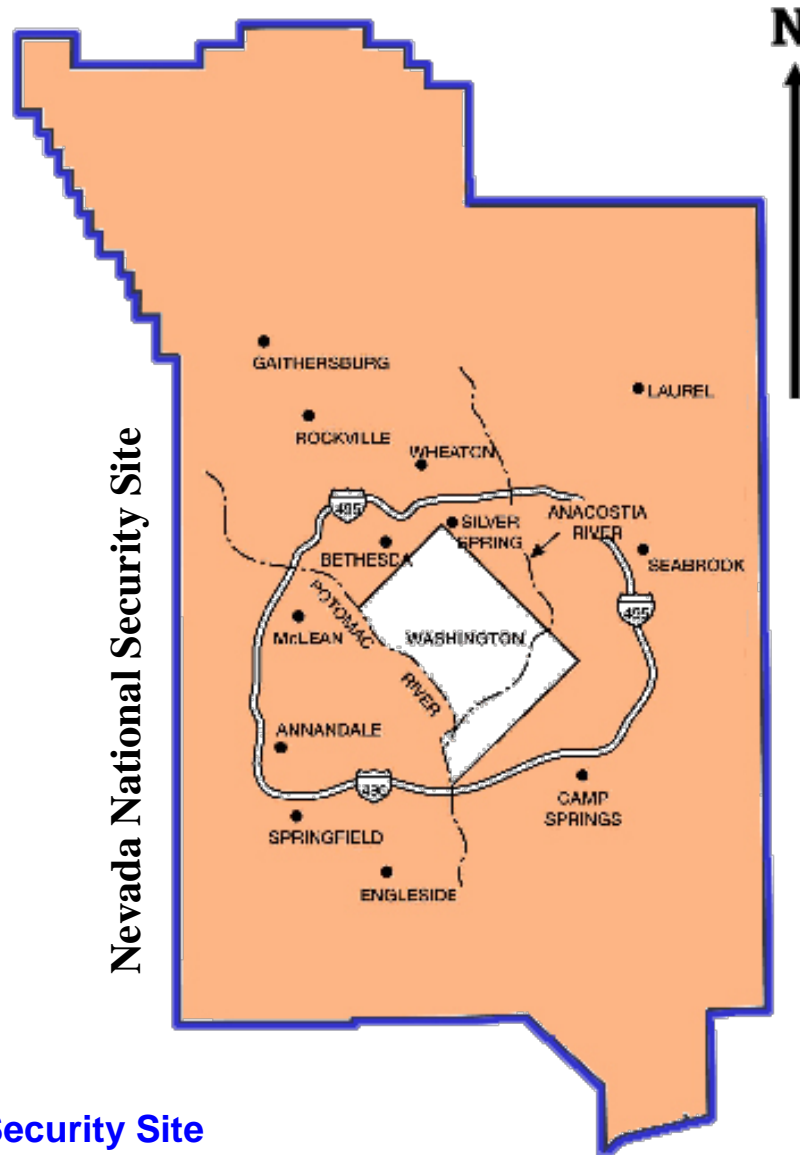 N
GAITHERSBURG
LAUREL
ROCKVILLE
WHEATON
495
SILVER
SPRING
ANACOSTIA
RIVER
BETHESDA
SEABROOK
495
POTOMAC
McLEAN
WASHINGTON
RIVER
ANNANDALE
CAMP
SPRINGS
SPRINGFIELD
ENGLESIDE
Nevada National Security Site
Security Site